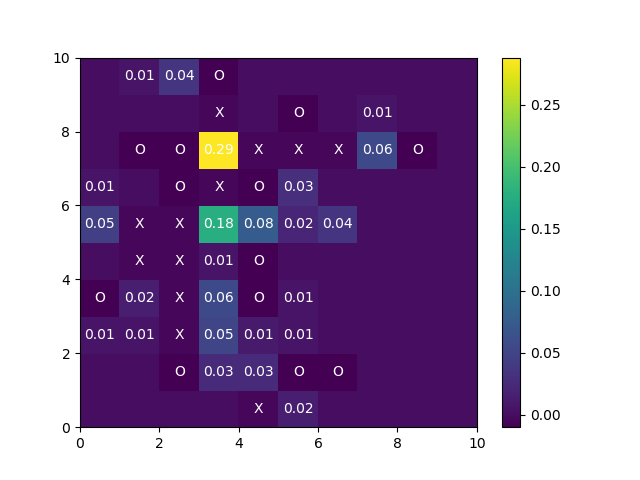 10
0.01 0.04 O
X O 0.01
8
O O 0.29 X X X 0.06 O
0.01 O X O 0.03
6
0.05 X X 0.18 0.08 0.02 0.04
X X 0.01 O
4
O 0.02 X 0.06 O 0.01
0.01 0.01 X 0.05 0.01 0.01
2
O 0.03 0.03 O O
X 0.02
0
0 2 4 6 8 10
0.25
0.20
0.15
0.10
0.05
0.00